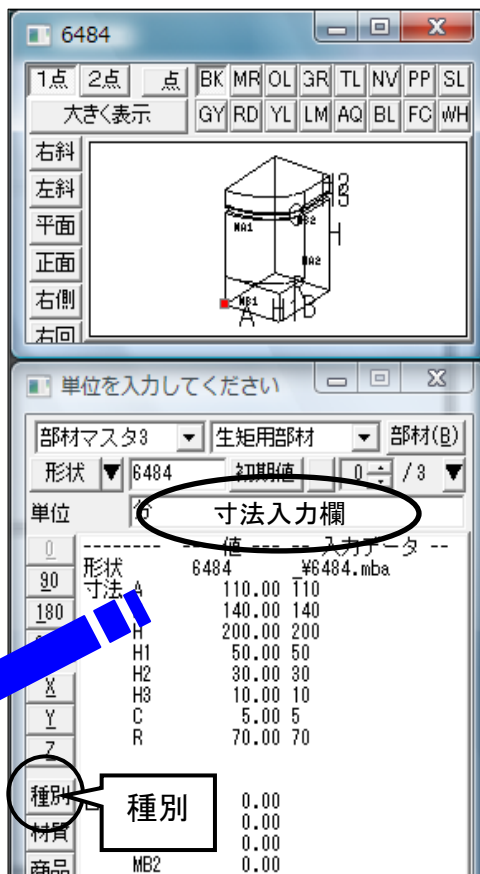 6484
1点 2点 点 BK MR OL GR TL NV PP SL
大きく表示 GY RD YL LM AQ BL FC WH
右斜
左斜
平面
正面
右側
右回
H2
H3
H
MA1
MB2
MA2
MB1
A H1 B
単位を入力してください
部材マスタ3 生矩用部材 部材(B)
形状 6484 初期値 0 / 3
単位
寸法入力欄
0 -------- --- 値 --- -- 入力データ --
形状 6484 _¥6484.mba
90 寸法 A 110.00 110
140.00 140
180 H 200.00 200
H1 50.00 50
X H2 30.00 30
H3 10.00 10
Y C 5.00 5
Z R 70.00 70
種別
種別
0.00
材質 0.00
0.00
商品 MB2 0.00